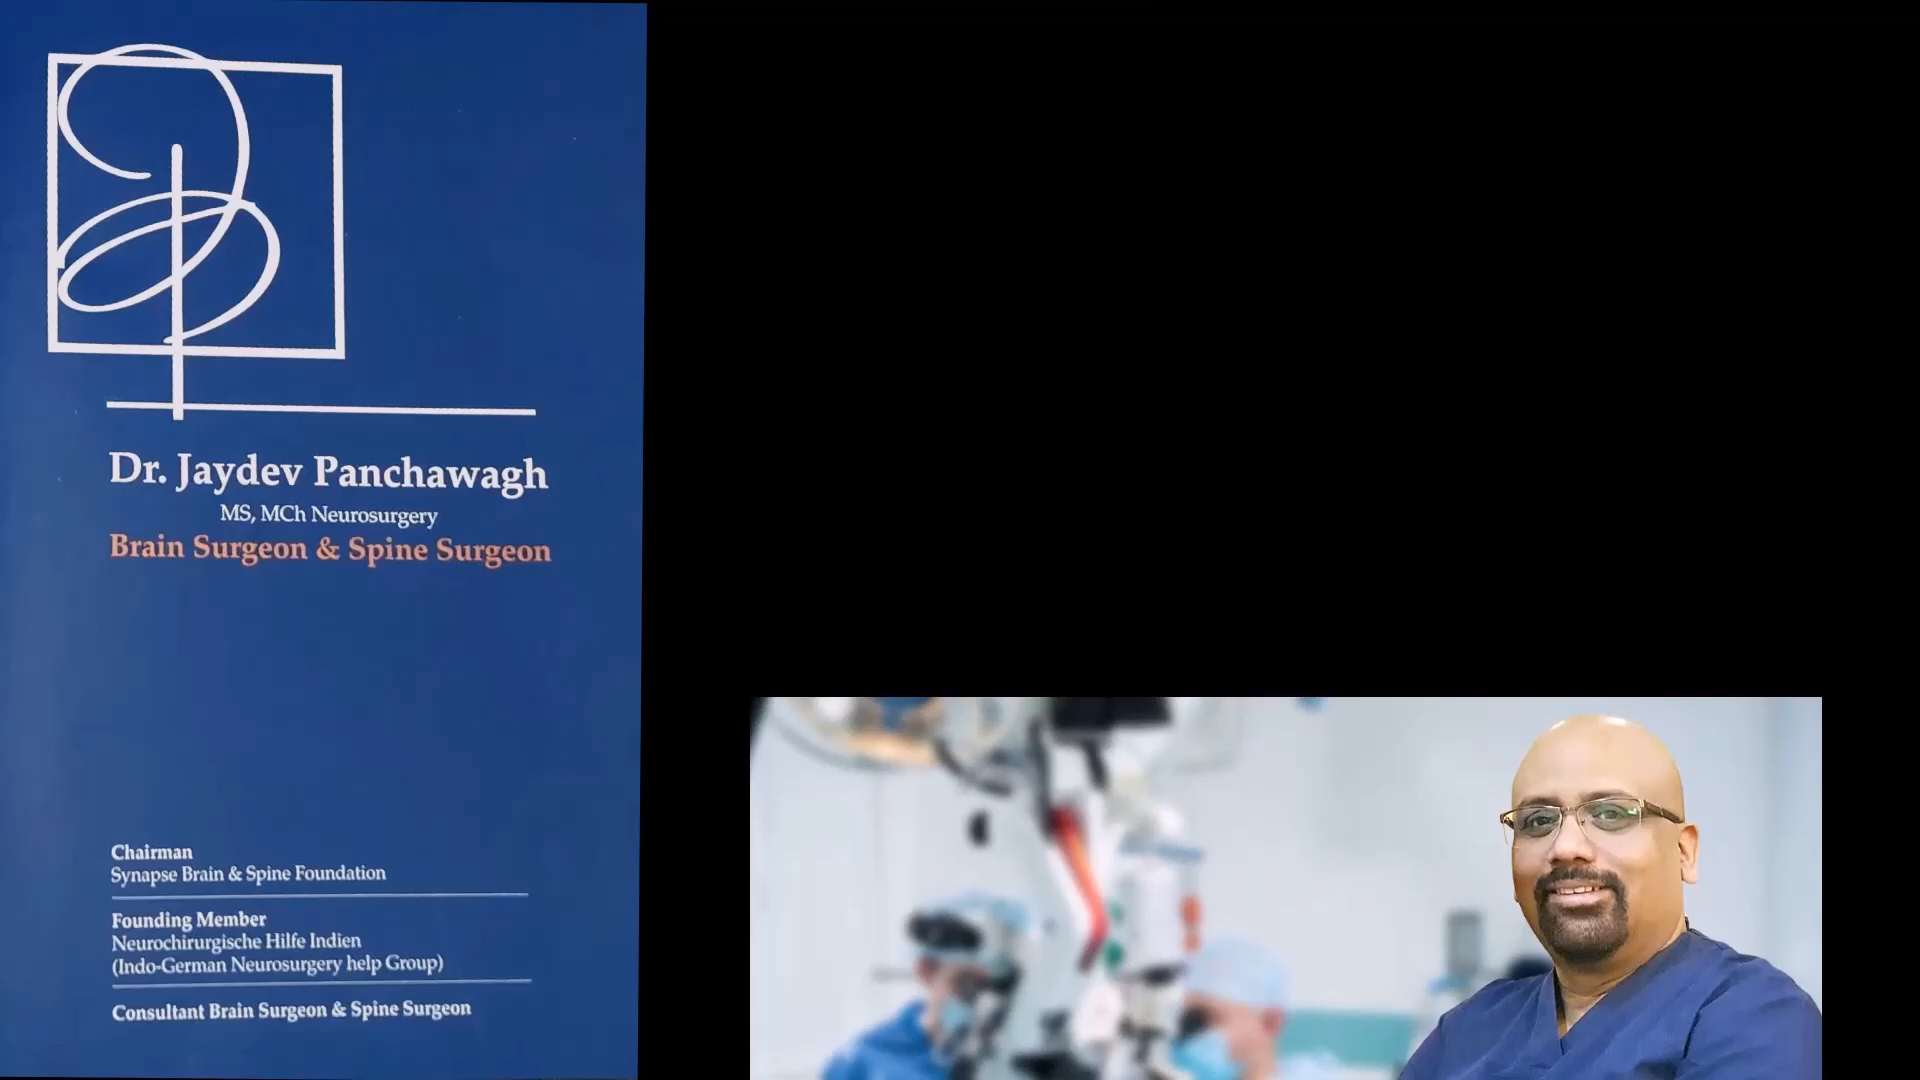 Dr. Jaydev Panchawagh
MS, MCh Neurosurgery
Brain Surgeon & Spine Surgeon
Chairman
Synapse Brain & Spine Foundation
Founding Member
Neurochirurgische Hilfe Indien
(Indo-German Neurosurgery help Group)
Consultant Brain Surgeon & Spine Surgeon